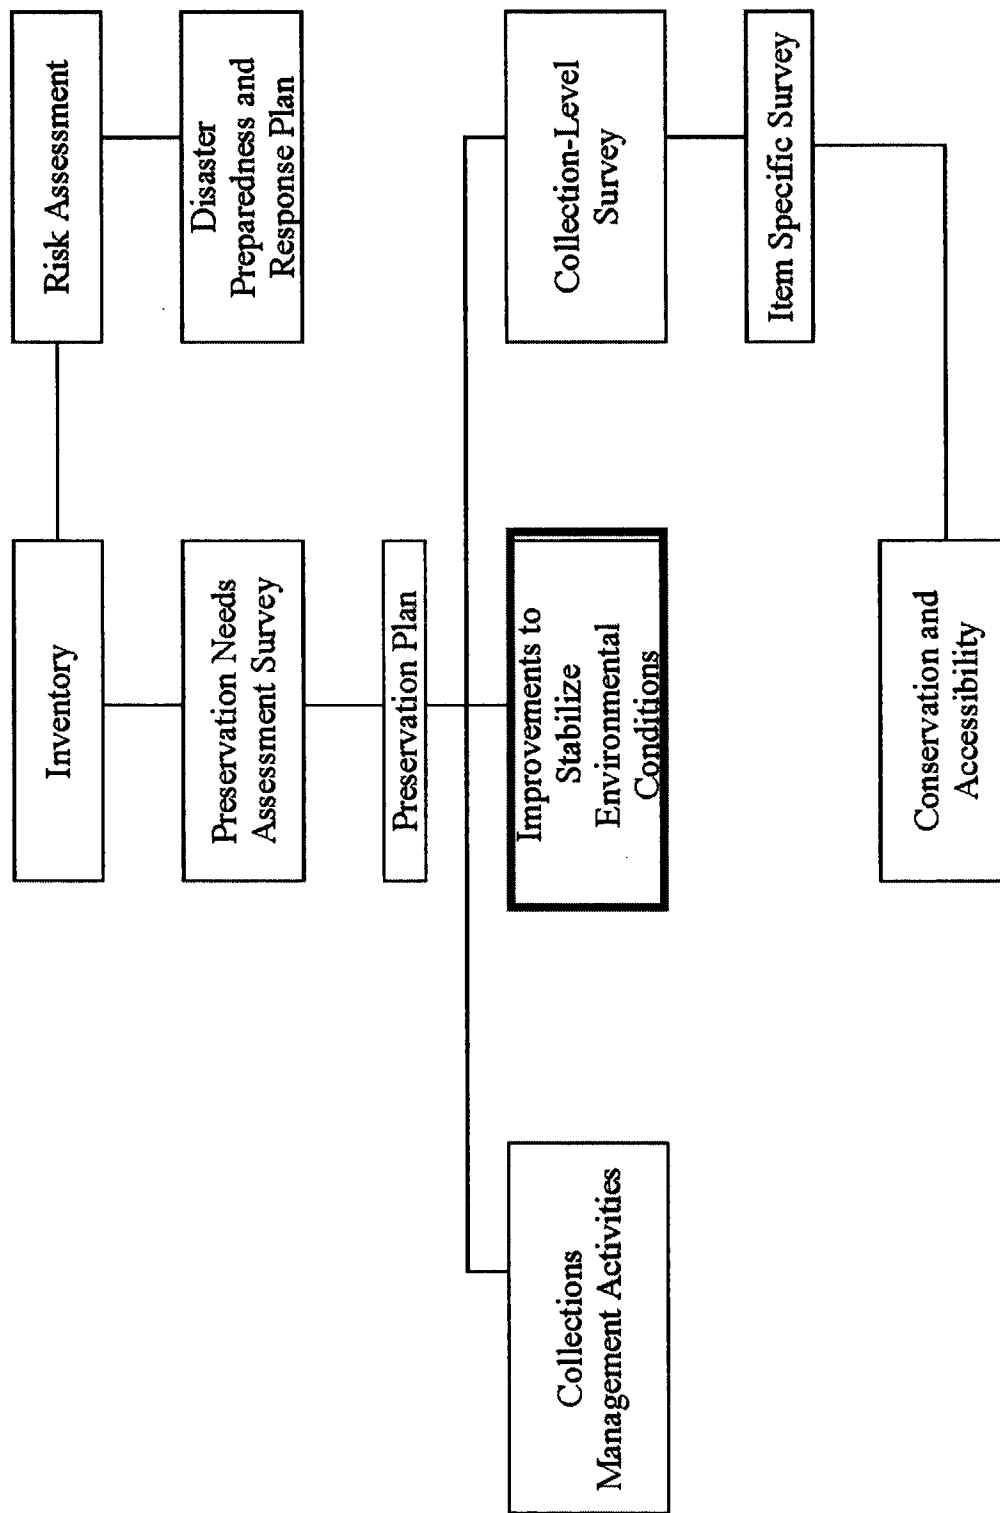 Inventory
Risk Assessment
Preservation Needs
Assessment Survey
Disaster
Preparedness and
Response Plan
Preservation Plan
Collections
Management Activities
Improvements to
Stabilize
Environmental
Conditions
Collection-Level
Survey
Item Specific Survey
Conservation and
Accessibility